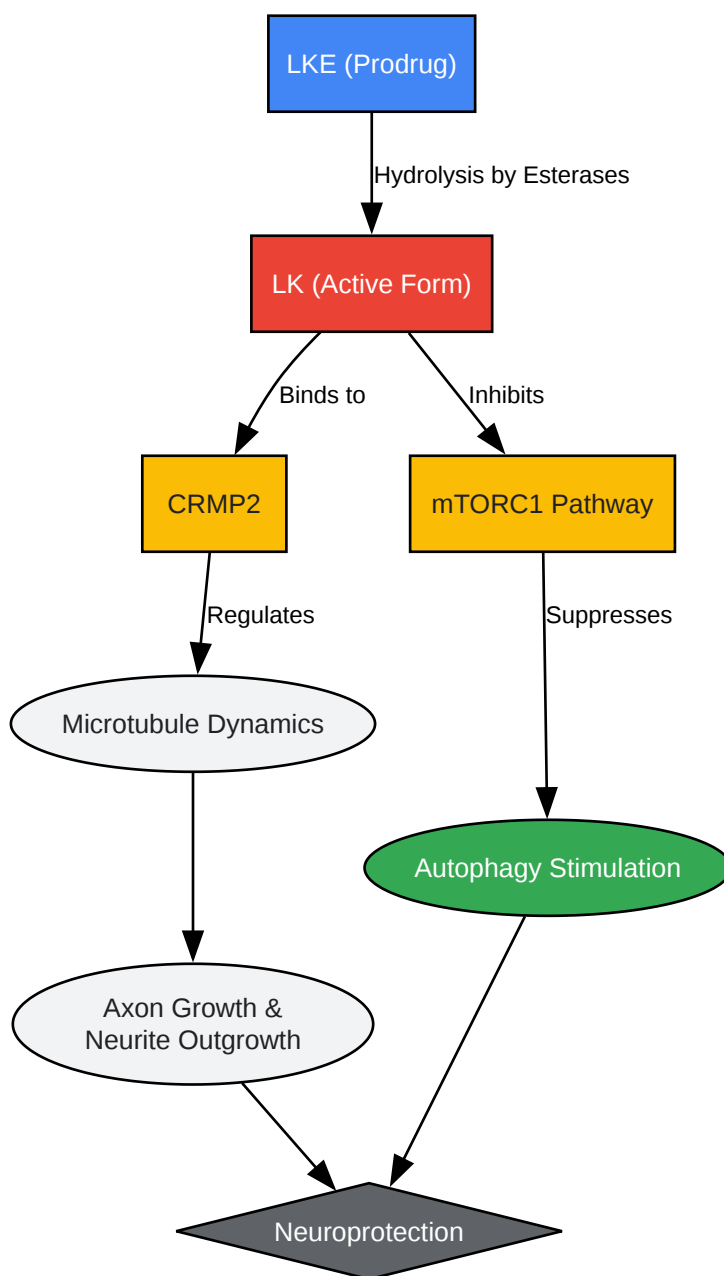 LKE (Prodrug)
Hydrolysis by Esterases
LK (Active Form)
Binds to
Inhibits
CRMP2
mTORC1 Pathway
Regulates
Suppresses
Microtubule Dynamics
Autophagy Stimulation
Axon Growth &
Neurite Outgrowth
Neuroprotection